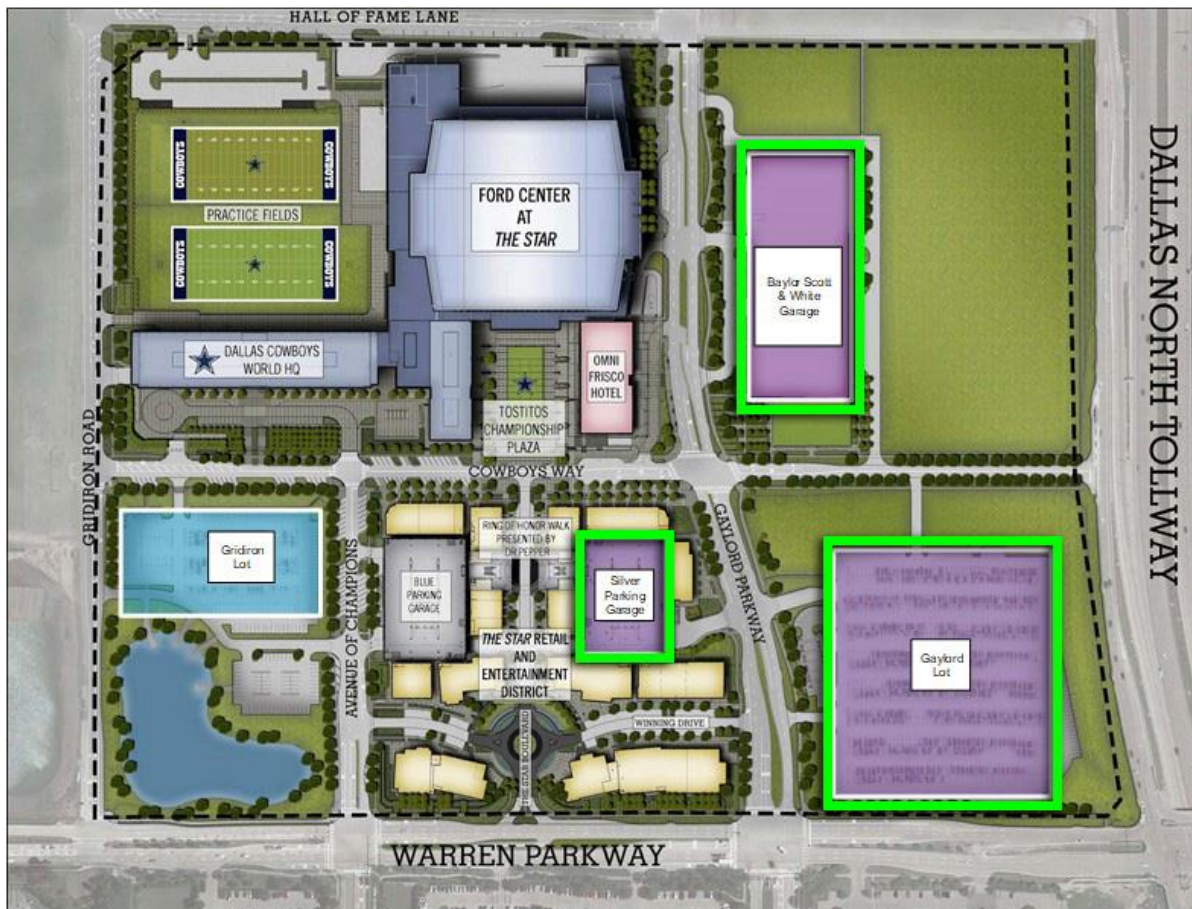 HALL OF FAME LANE
COWBOYS
COWBOYS
PRACTICE FIELDS
COWBOYS
COWBOYS
FORD CENTER
AT
THE STAR
Baylor Scott
& White
Garage
DALLAS NORTH TOLLWAY
DALLAS COWBOYS
WORLD HQ
OMNI
FRISCO
HOTEL
TOSTITOS
CHAMPIONSHIP
PLAZA
GRIDIRON ROAD
COWBOYS WAY
Gridiron
Lot
AVENUE OF CHAMPIONS
RING OF HONOR WALK
PRESENTED BY
DR PEPPER
BLUE
PARKING
GARAGE
Silver
Parking
Garage
GAYLORD PARKWAY
THE STAR RETAIL
AND
ENTERTAINMENT
DISTRICT
Gaylord
Lot
WINNING DRIVE
THE STAR BOULEVARD
WARREN PARKWAY